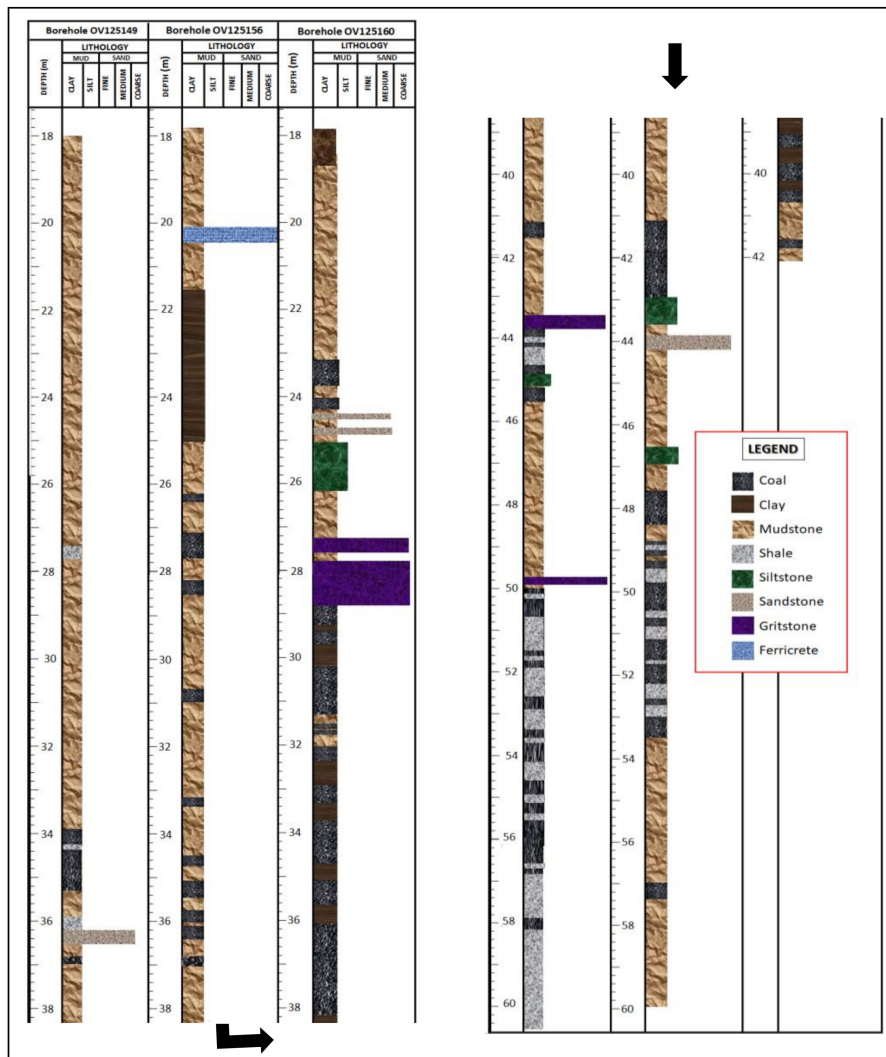 Borehole OV125149 Borehole OV125156 Borehole OV125160
DEPTH (m) LITHOLOGY DEPTH (m) LITHOLOGY DEPTH (m) LITHOLOGY
MUD SAND MUD SAND MUD SAND
CLAY SILT FINE MEDIUM COARSE CLAY SILT FINE MEDIUM COARSE CLAY SILT FINE MEDIUM COARSE
18 18 18
20 20 20
22 22 22
24 24 24
26 26 26
28 28 28
30 30 30
32 32 32
34 34 34
36 36 36
38 38 38
40 40 40
42 42 42
44 44
46 46
48 48
50 50
52 52
54 54
56 56
58 58
60 60
LEGEND
Coal
Clay
Mudstone
Shale
Siltstone
Sandstone
Gritstone
Ferricrete